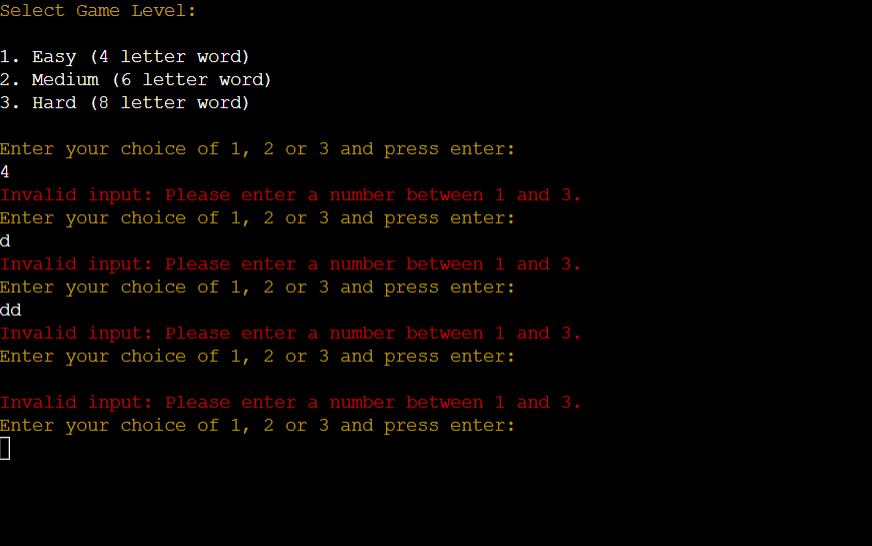 Select Game Level:
1. Easy (4 letter word)
2. Medium (6 letter word)
3. Hard (8 letter word)
Enter your choice of 1, 2 or 3 and press enter:
4
Invalid input: Please enter a number between 1 and 3.
Enter your choice of 1, 2 or 3 and press enter:
d
Invalid input: Please enter a number between 1 and 3.
Enter your choice of 1, 2 or 3 and press enter:
dd
Invalid input: Please enter a number between 1 and 3.
Enter your choice of 1, 2 or 3 and press enter:
Invalid input: Please enter a number between 1 and 3.
Enter your choice of 1, 2 or 3 and press enter: